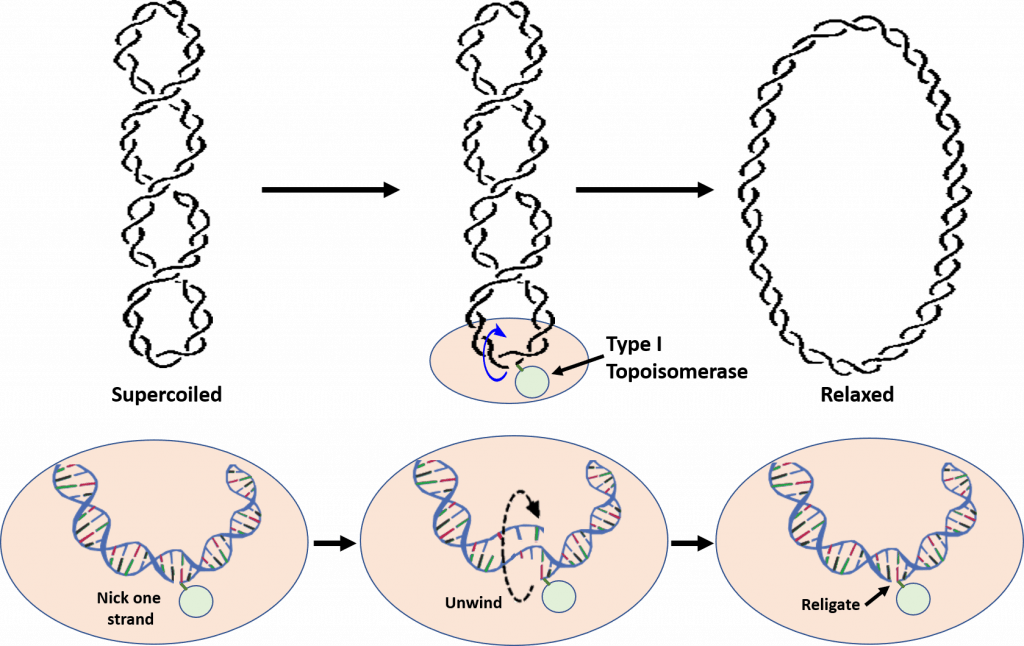 Type I
Topoisomerase
Supercoiled
Relaxed
Nick one
strand
Unwind
Religate